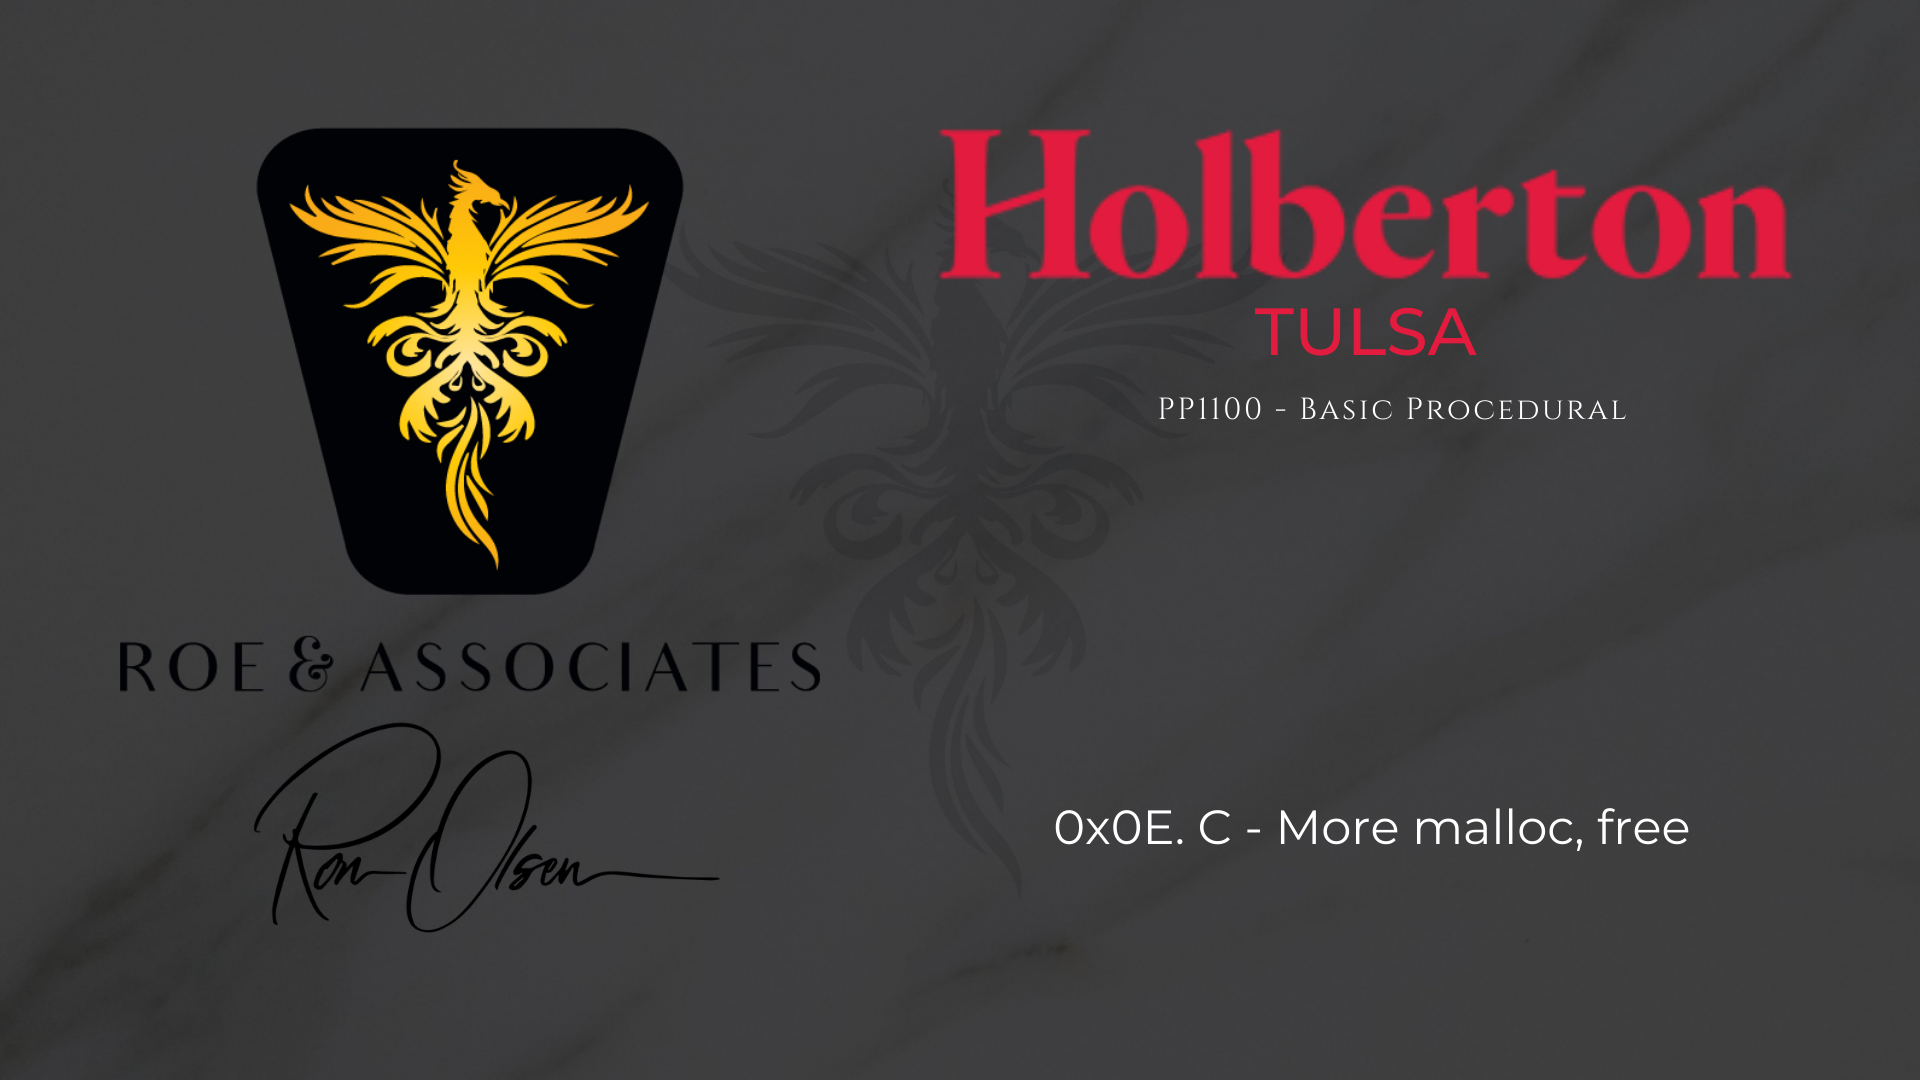 Holberton
TULSA
PP1100 - Basic Procedural
ROE & ASSOCIATES
Ron Olsen
0x0E. C - More malloc, free